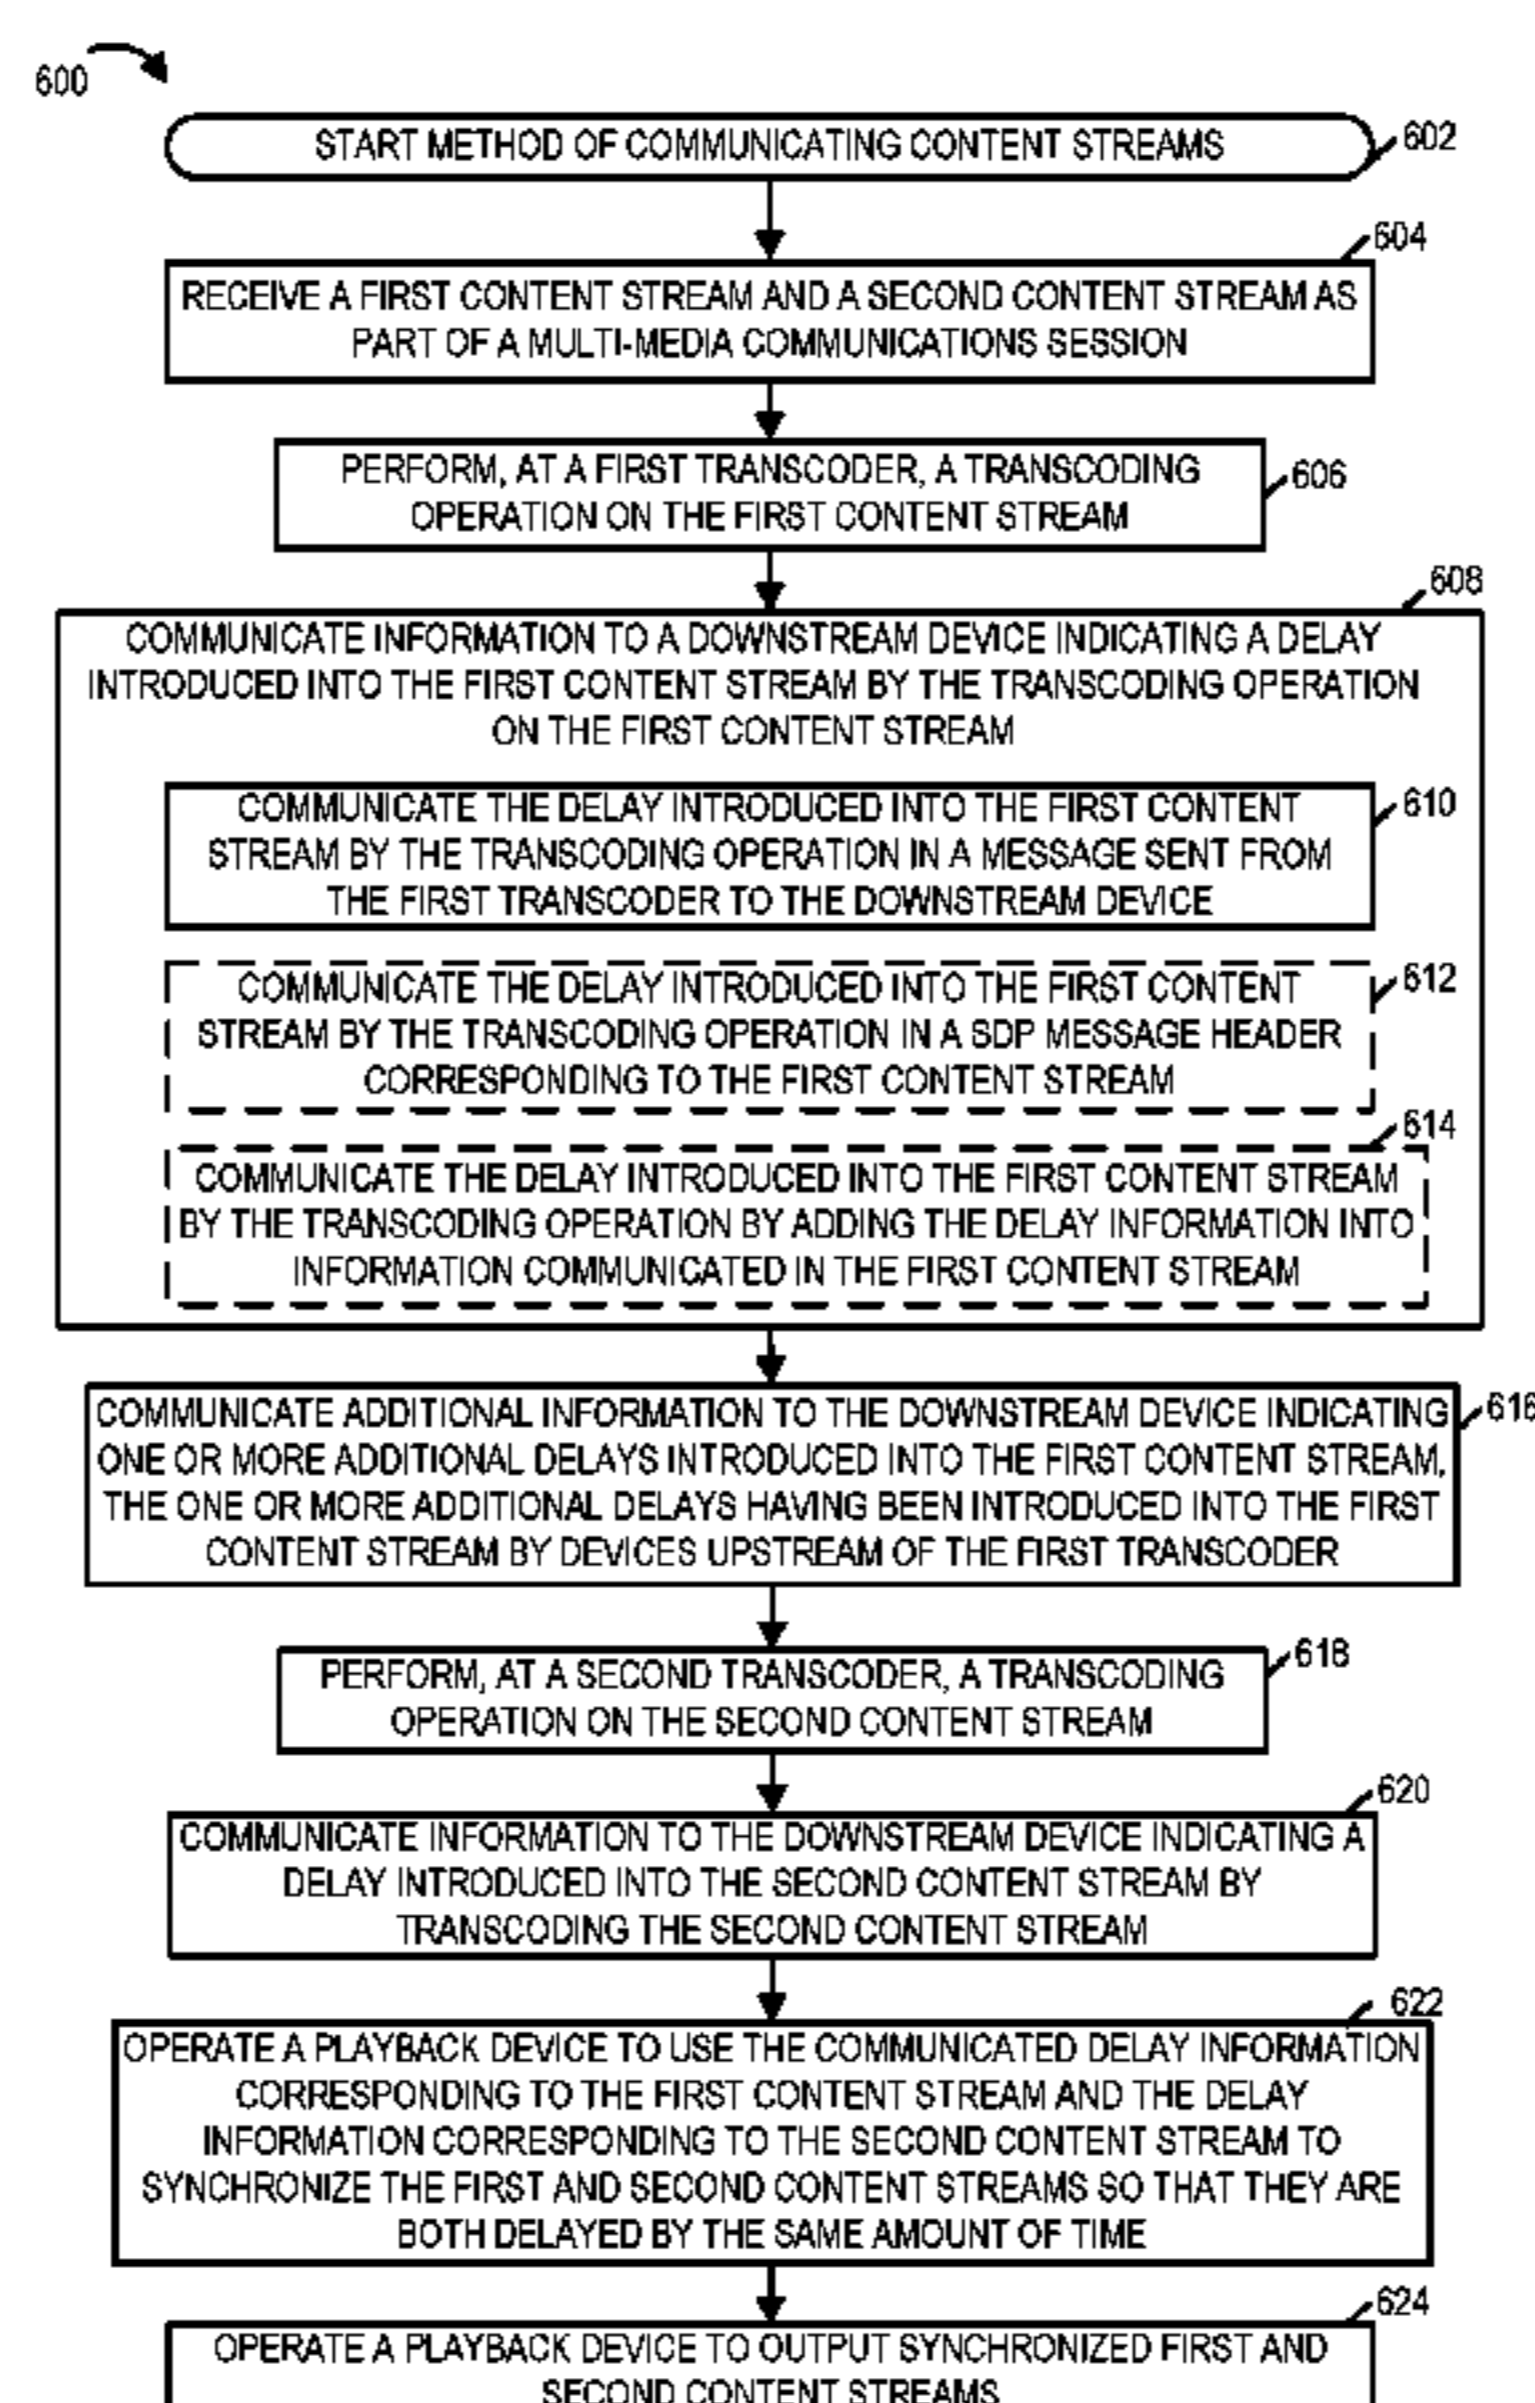 600
START METHOD OF COMMUNICATING CONTENT STREAMS
602
604
RECEIVE A FIRST CONTENT STREAM AND A SECOND CONTENT STREAM AS
PART OF A MULTI-MEDIA COMMUNICATIONS SESSION
PERFORM, AT A FIRST TRANSCODER, A TRANSCODING
OPERATION ON THE FIRST CONTENT STREAM
606
608
COMMUNICATE INFORMATION TO A DOWNSTREAM DEVICE INDICATING A DELAY
INTRODUCED INTO THE FIRST CONTENT STREAM BY THE TRANSCODING OPERATION
ON THE FIRST CONTENT STREAM
COMMUNICATE THE DELAY INTRODUCED INTO THE FIRST CONTENT
STREAM BY THE TRANSCODING OPERATION IN A MESSAGE SENT FROM
THE FIRST TRANSCODER TO THE DOWNSTREAM DEVICE
610
COMMUNICATE THE DELAY INTRODUCED INTO THE FIRST CONTENT
STREAM BY THE TRANSCODING OPERATION IN A SDP MESSAGE HEADER
CORRESPONDING TO THE FIRST CONTENT STREAM
612
614
COMMUNICATE THE DELAY INTRODUCED INTO THE FIRST CONTENT STREAM
BY THE TRANSCODING OPERATION BY ADDING THE DELAY INFORMATION INTO
INFORMATION COMMUNICATED IN THE FIRST CONTENT STREAM
COMMUNICATE ADDITIONAL INFORMATION TO THE DOWNSTREAM DEVICE INDICATING
ONE OR MORE ADDITIONAL DELAYS INTRODUCED INTO THE FIRST CONTENT STREAM,
THE ONE OR MORE ADDITIONAL DELAYS HAVING BEEN INTRODUCED INTO THE FIRST
CONTENT STREAM BY DEVICES UPSTREAM OF THE FIRST TRANSCODER
616
PERFORM, AT A SECOND TRANSCODER, A TRANSCODING
OPERATION ON THE SECOND CONTENT STREAM
618
620
COMMUNICATE INFORMATION TO THE DOWNSTREAM DEVICE INDICATING A
DELAY INTRODUCED INTO THE SECOND CONTENT STREAM BY
TRANSCODING THE SECOND CONTENT STREAM
622
OPERATE A PLAYBACK DEVICE TO USE THE COMMUNICATED DELAY INFORMATION
CORRESPONDING TO THE FIRST CONTENT STREAM AND THE DELAY
INFORMATION CORRESPONDING TO THE SECOND CONTENT STREAM TO
SYNCHRONIZE THE FIRST AND SECOND CONTENT STREAMS SO THAT THEY ARE
BOTH DELAYED BY THE SAME AMOUNT OF TIME
624
OPERATE A PLAYBACK DEVICE TO OUTPUT SYNCHRONIZED FIRST AND
SECOND CONTENT STREAMS